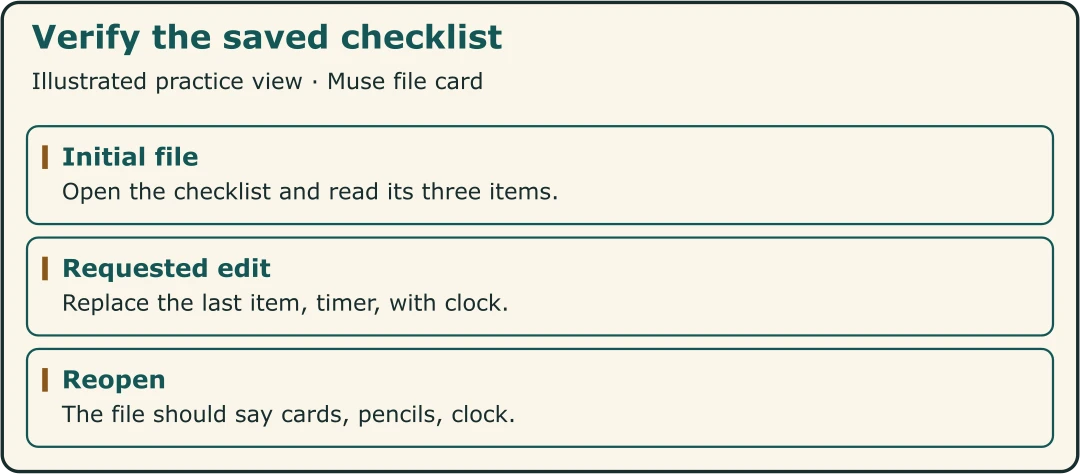 Verify the saved checklist
Illustrated practice view · Muse file card
Initial file
Open the checklist and read its three items.
Requested edit
Replace the last item, timer, with clock.
Reopen
The file should say cards, pencils, clock.